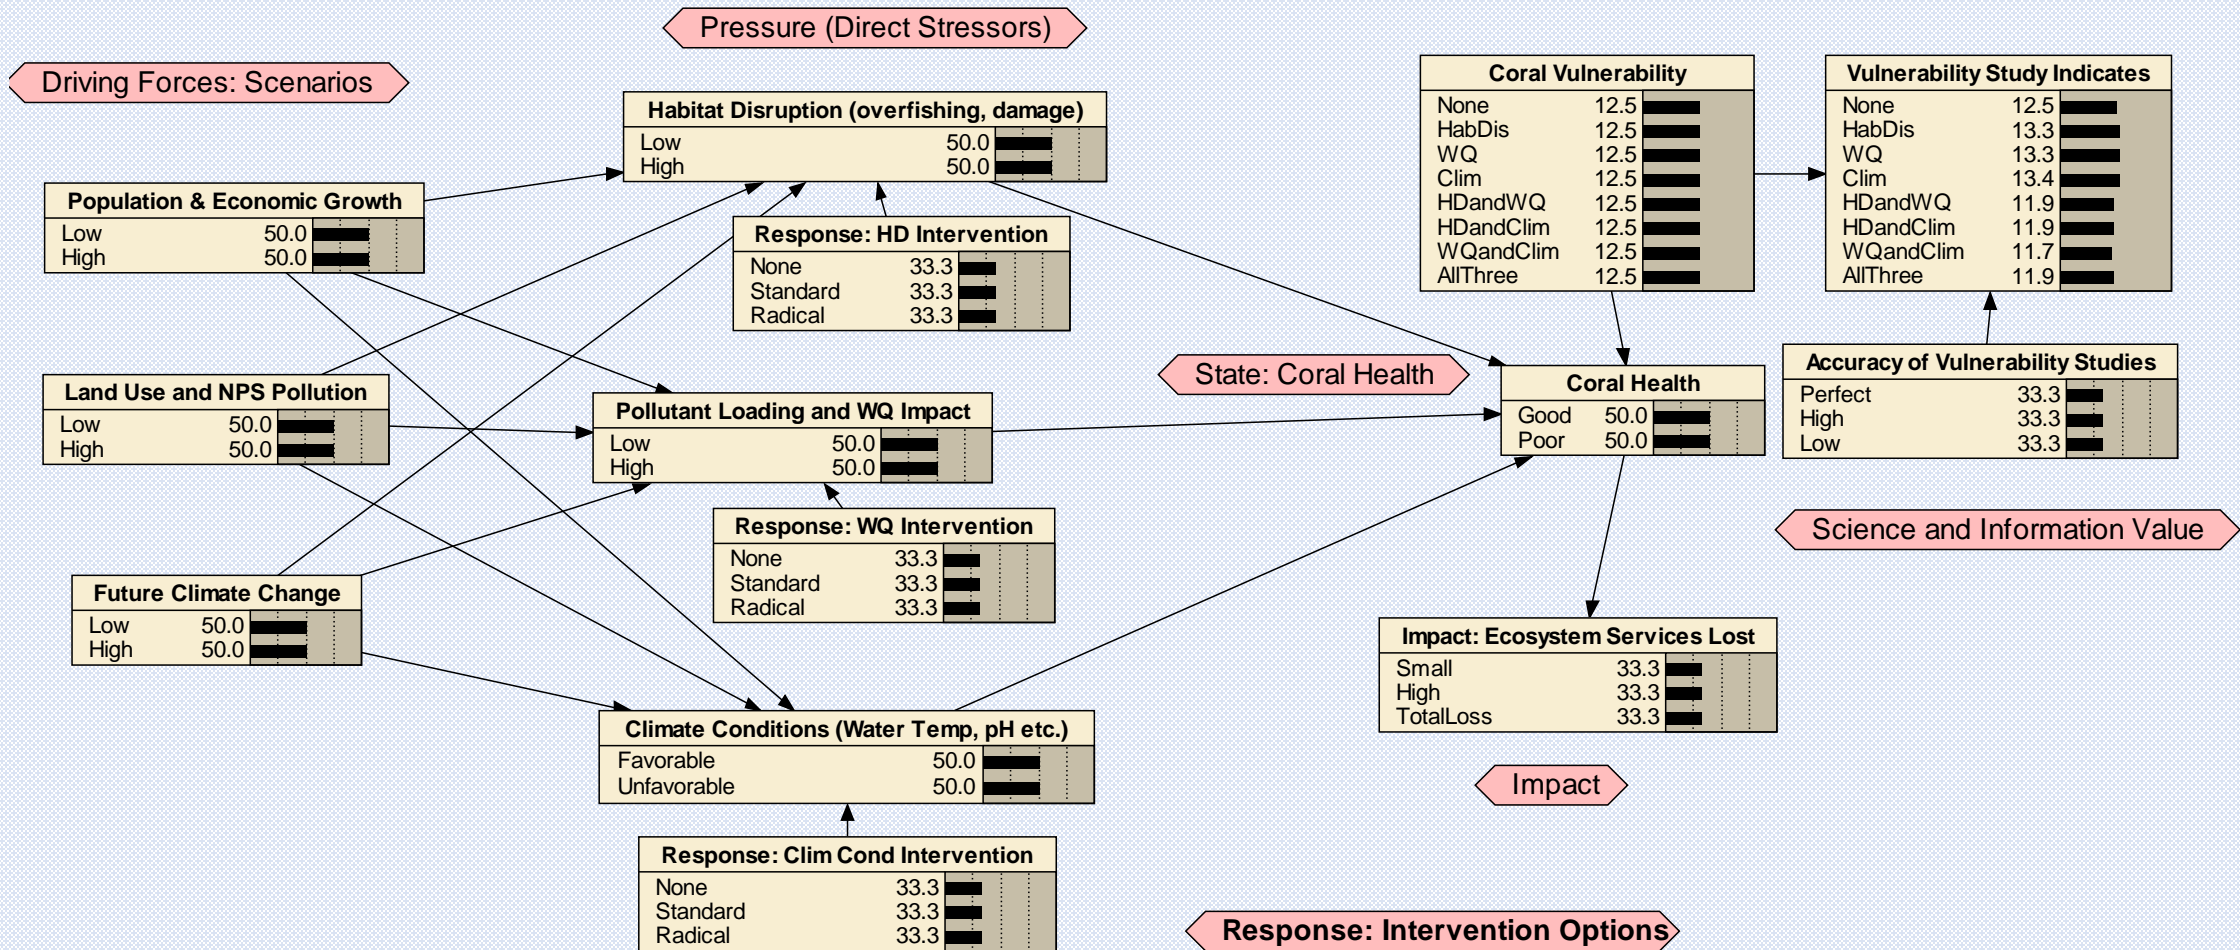 Pressure (Direct Stressors)
Driving Forces: Scenarios
Habitat Disruption (overfishing, damage)
Low 50.0
High 50.0
Coral Vulnerability
None 12.5
HabDis 12.5
WQ 12.5
Clim 12.5
HDandWQ 12.5
HDandClim 12.5
WQandClim 12.5
AllThree 12.5
Vulnerability Study Indicates
None 12.5
HabDis 13.3
WQ 13.3
Clim 13.4
HDandWQ 11.9
HDandClim 11.9
WQandClim 11.7
AllThree 11.9
Population & Economic Growth
Low 50.0
High 50.0
Response: HD Intervention
None 33.3
Standard 33.3
Radical 33.3
State: Coral Health
Coral Health
Good 50.0
Poor 50.0
Accuracy of Vulnerability Studies
Perfect 33.3
High 33.3
Low 33.3
Land Use and NPS Pollution
Low 50.0
High 50.0
Pollutant Loading and WQ Impact
Low 50.0
High 50.0
Response: WQ Intervention
None 33.3
Standard 33.3
Radical 33.3
Science and Information Value
Future Climate Change
Low 50.0
High 50.0
Impact: Ecosystem Services Lost
Small 33.3
High 33.3
TotalLoss 33.3
Climate Conditions (Water Temp, pH etc.)
Favorable 50.0
Unfavorable 50.0
Impact
Response: Clim Cond Intervention
None 33.3
Standard 33.3
Radical 33.3
Response: Intervention Options